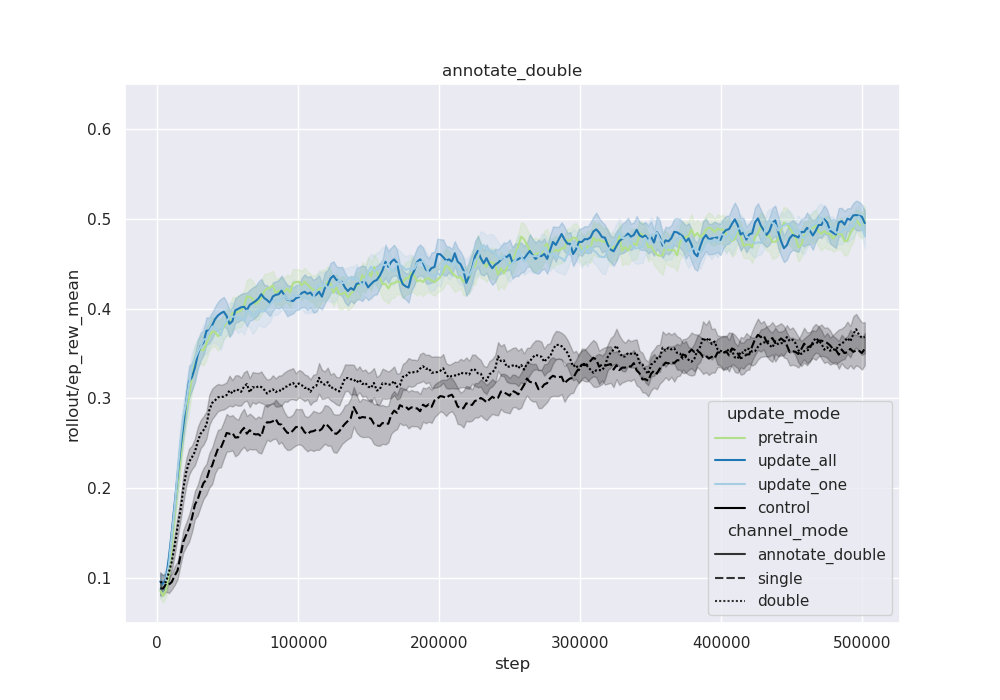 annotate_double
rollout/ep_rew_mean
0.6
0.5
0.4
0.3
0.2
0.1
0
100000
200000
300000
400000
500000
step
update_mode
pretrain
update_all
update_one
control
channel_mode
annotate_double
single
double